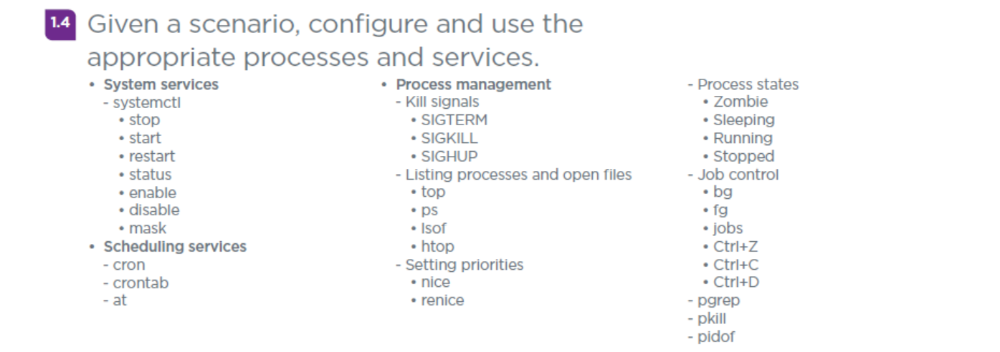 1.4 Given a scenario, configure and use the
appropriate processes and services.
• System services
- systemctl
• stop
• start
• restart
• status
• enable
• disable
• mask
• Scheduling services
- cron
- crontab
- at
• Process management
- Kill signals
• SIGTERM
• SIGKILL
• SIGHUP
- Listing processes and open files
• top
• ps
• lsof
• htop
- Setting priorities
• nice
• renice
- Process states
• Zombie
• Sleeping
• Running
• Stopped
- Job control
• bg
• fg
• jobs
• Ctrl+Z
• Ctrl+C
• Ctrl+D
- pgrep
- pkill
- pidof